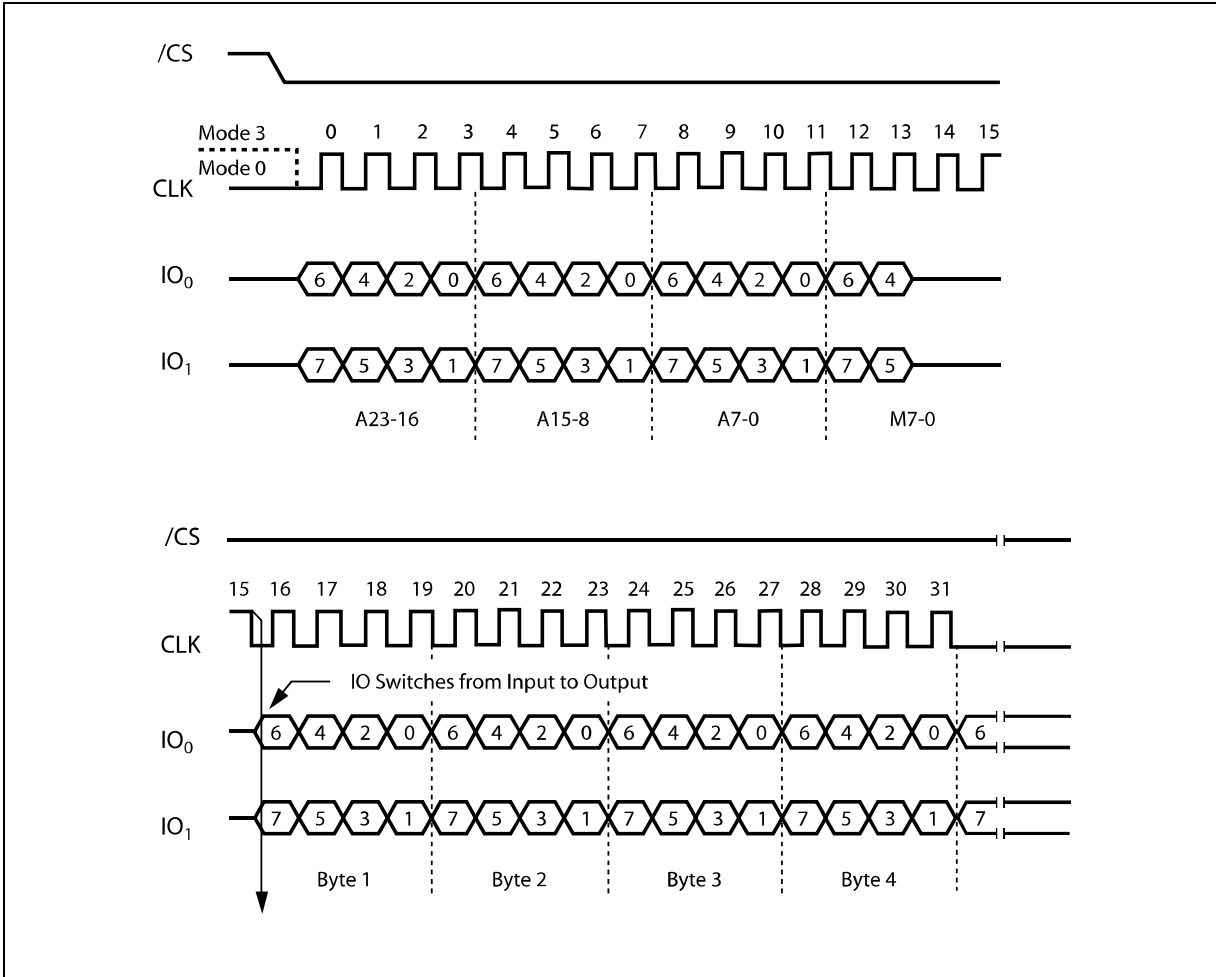 /CS
Mode 3
0 1 2 3 4 5 6 7 8 9 10 11 12 13 14 15
Mode 0
CLK
IO0 6 4 2 0 6 4 2 0 6 4 2 0 6 4
IO1 7 5 3 1 7 5 3 1 7 5 3 1 7 5
A23-16 A15-8 A7-0 M7-0
/CS
15 16 17 18 19 20 21 22 23 24 25 26 27 28 29 30 31
CLK
IO Switches from Input to Output
IO0 6 4 2 0 6 4 2 0 6 4 2 0 6 4 2 0 6
IO1 7 5 3 1 7 5 3 1 7 5 3 1 7 5 3 1 7
Byte 1 Byte 2 Byte 3 Byte 4